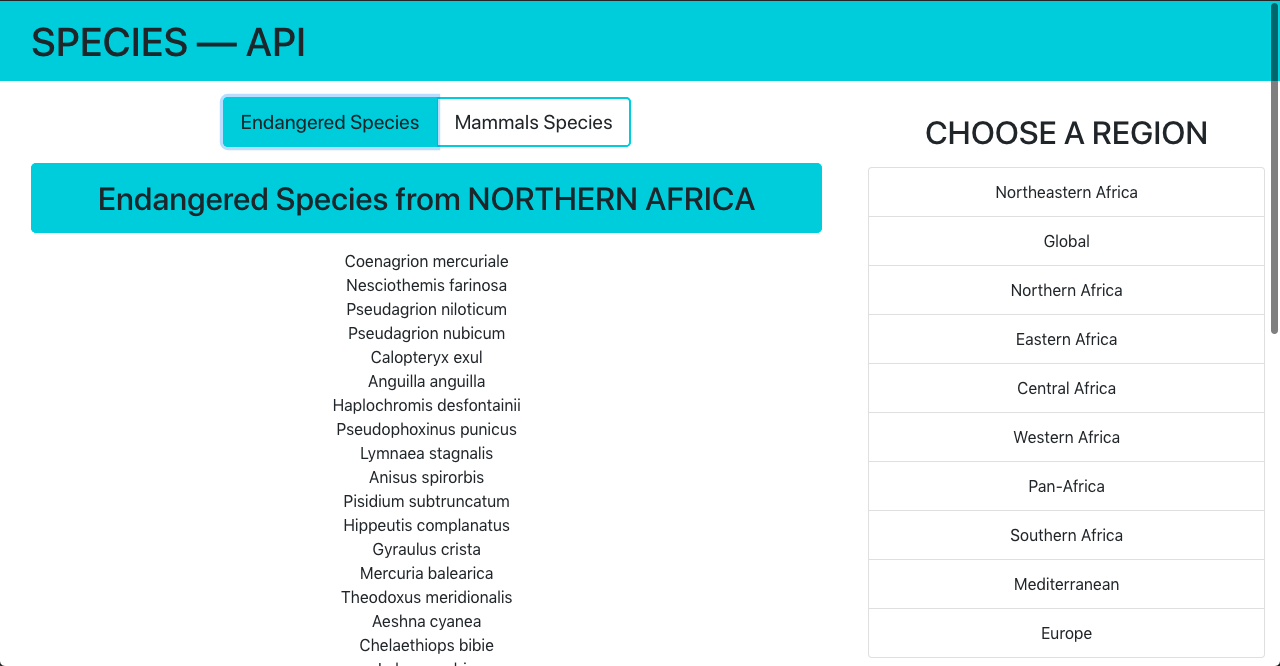 SPECIES — API
Endangered Species
Mammals Species
Endangered Species from NORTHERN AFRICA
Coenagrion mercuriale
Nesciothemis farinosa
Pseudagrion niloticum
Pseudagrion nubicum
Calopteryx exul
Anguilla anguilla
Haplochromis desfontainii
Pseudophoxinus punicus
Lymnaea stagnalis
Anisus spirorbis
Pisidium subtruncatum
Hippeutis complanatus
Gyraulus crista
Mercuria balearica
Theodoxus meridionalis
Aeshna cyanea
Chelaethiops bibie
CHOOSE A REGION
Northeastern Africa
Global
Northern Africa
Eastern Africa
Central Africa
Western Africa
Pan-Africa
Southern Africa
Mediterranean
Europe